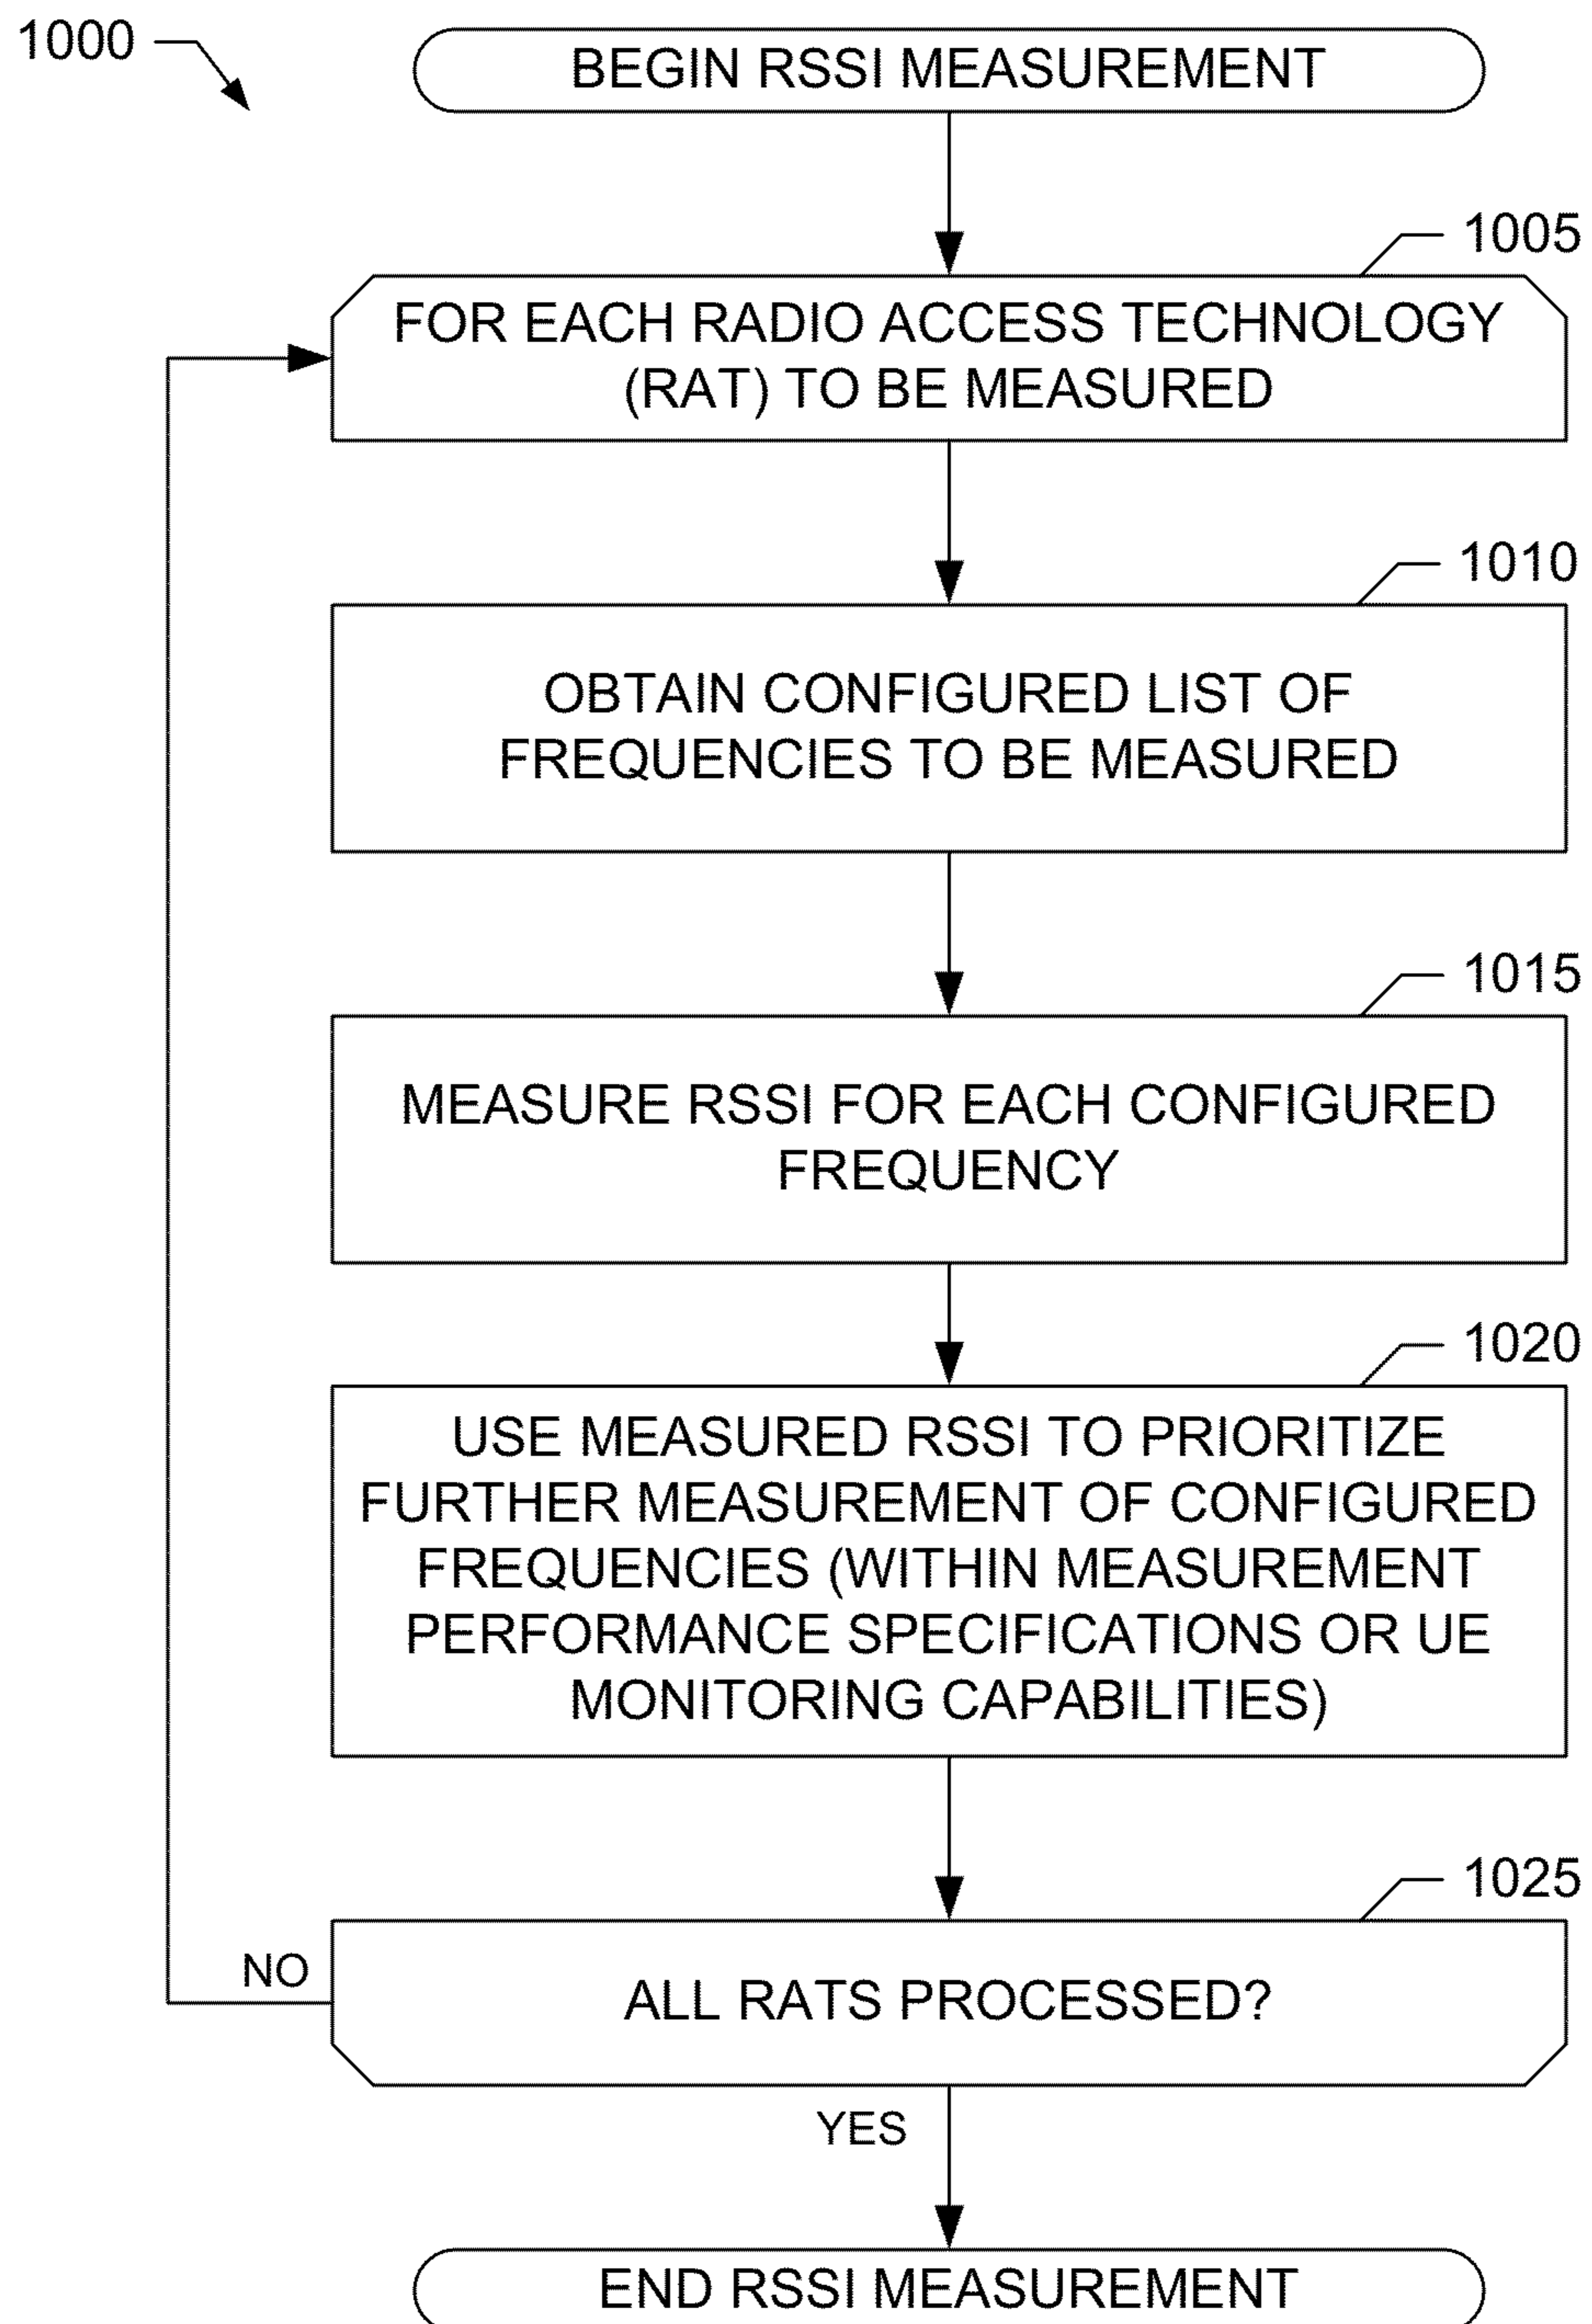 1000
BEGIN RSSI MEASUREMENT
1005
FOR EACH RADIO ACCESS TECHNOLOGY
(RAT) TO BE MEASURED
1010
OBTAIN CONFIGURED LIST OF
FREQUENCIES TO BE MEASURED
1015
MEASURE RSSI FOR EACH CONFIGURED
FREQUENCY
1020
USE MEASURED RSSI TO PRIORITIZE
FURTHER MEASUREMENT OF CONFIGURED
FREQUENCIES (WITHIN MEASUREMENT
PERFORMANCE SPECIFICATIONS OR UE
MONITORING CAPABILITIES)
1025
NO
ALL RATS PROCESSED?
YES
END RSSI MEASUREMENT